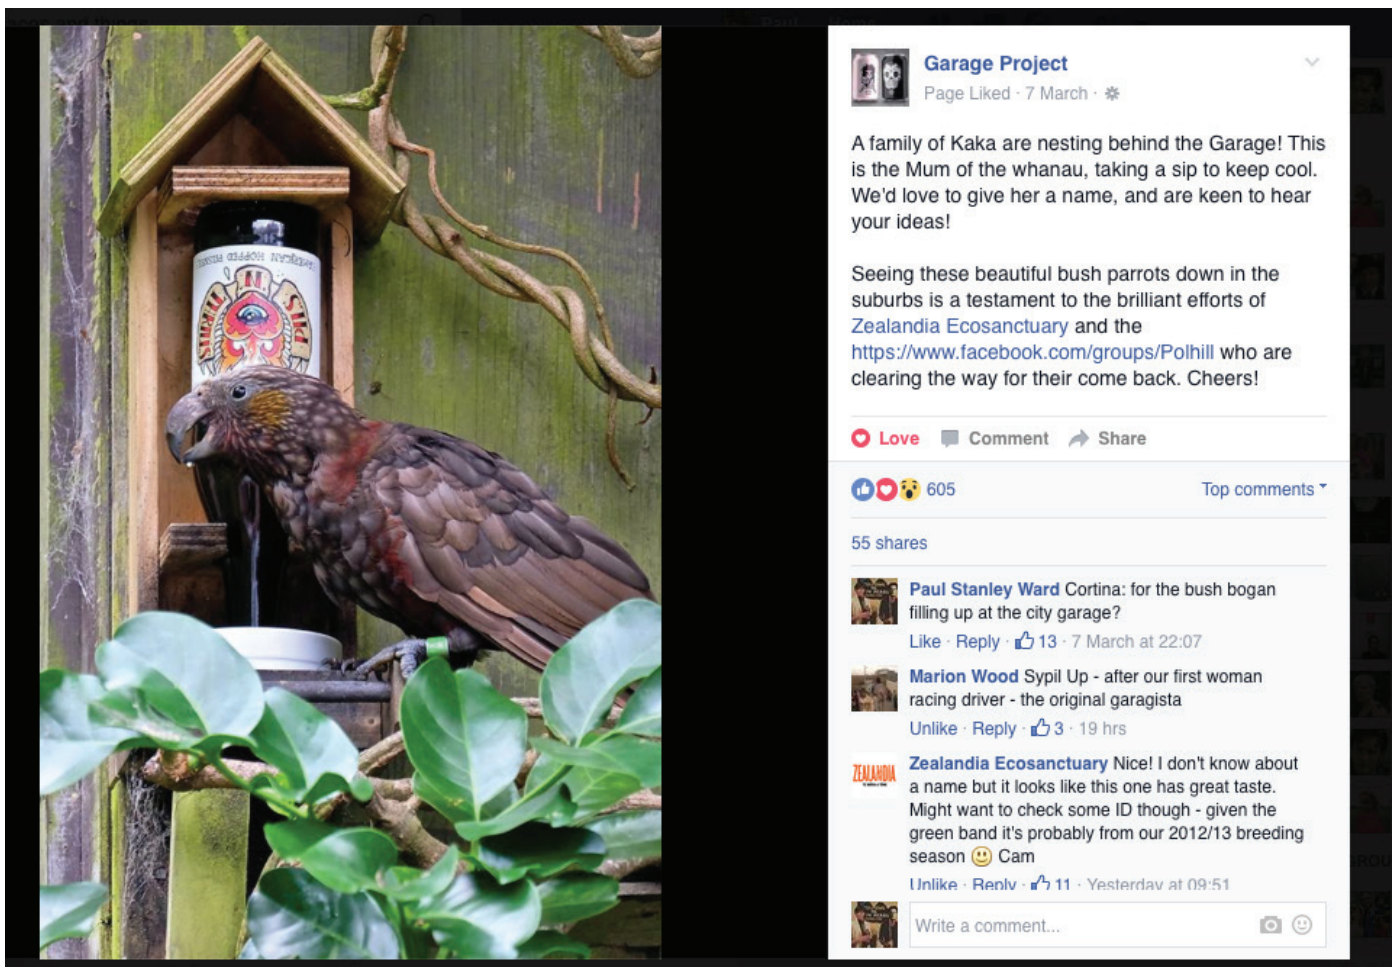 Garage Project
Page Liked · 7 March ·
A family of Kaka are nesting behind the Garage! This
is the Mum of the whanau, taking a sip to keep cool.
We'd love to give her a name, and are keen to hear
your ideas!
Seeing these beautiful bush parrots down in the
suburbs is a testament to the brilliant efforts of
Zealandia Ecosanctuary and the
https://www.facebook.com/groups/Polhill who are
clearing the way for their come back. Cheers!
Love Comment Share
605 Top comments
55 shares
Paul Stanley Ward Cortina: for the bush bogan
filling up at the city garage?
Like · Reply · 13 · 7 March at 22:07
Marion Wood Sypil Up - after our first woman
racing driver - the original garagista
Unlike · Reply · 3 · 19 hrs
ZEALANDIA
Zealandia Ecosanctuary Nice! I don't know about
a name but it looks like this one has great taste.
Might want to check some ID though - given the
green band it's probably from our 2012/13 breeding
season Cam
Unlike · Reply · 11 · Yesterday at 09:51
Write a comment...
AMERICAN HOPPED PILSNER
PILS 'N' THRILLS